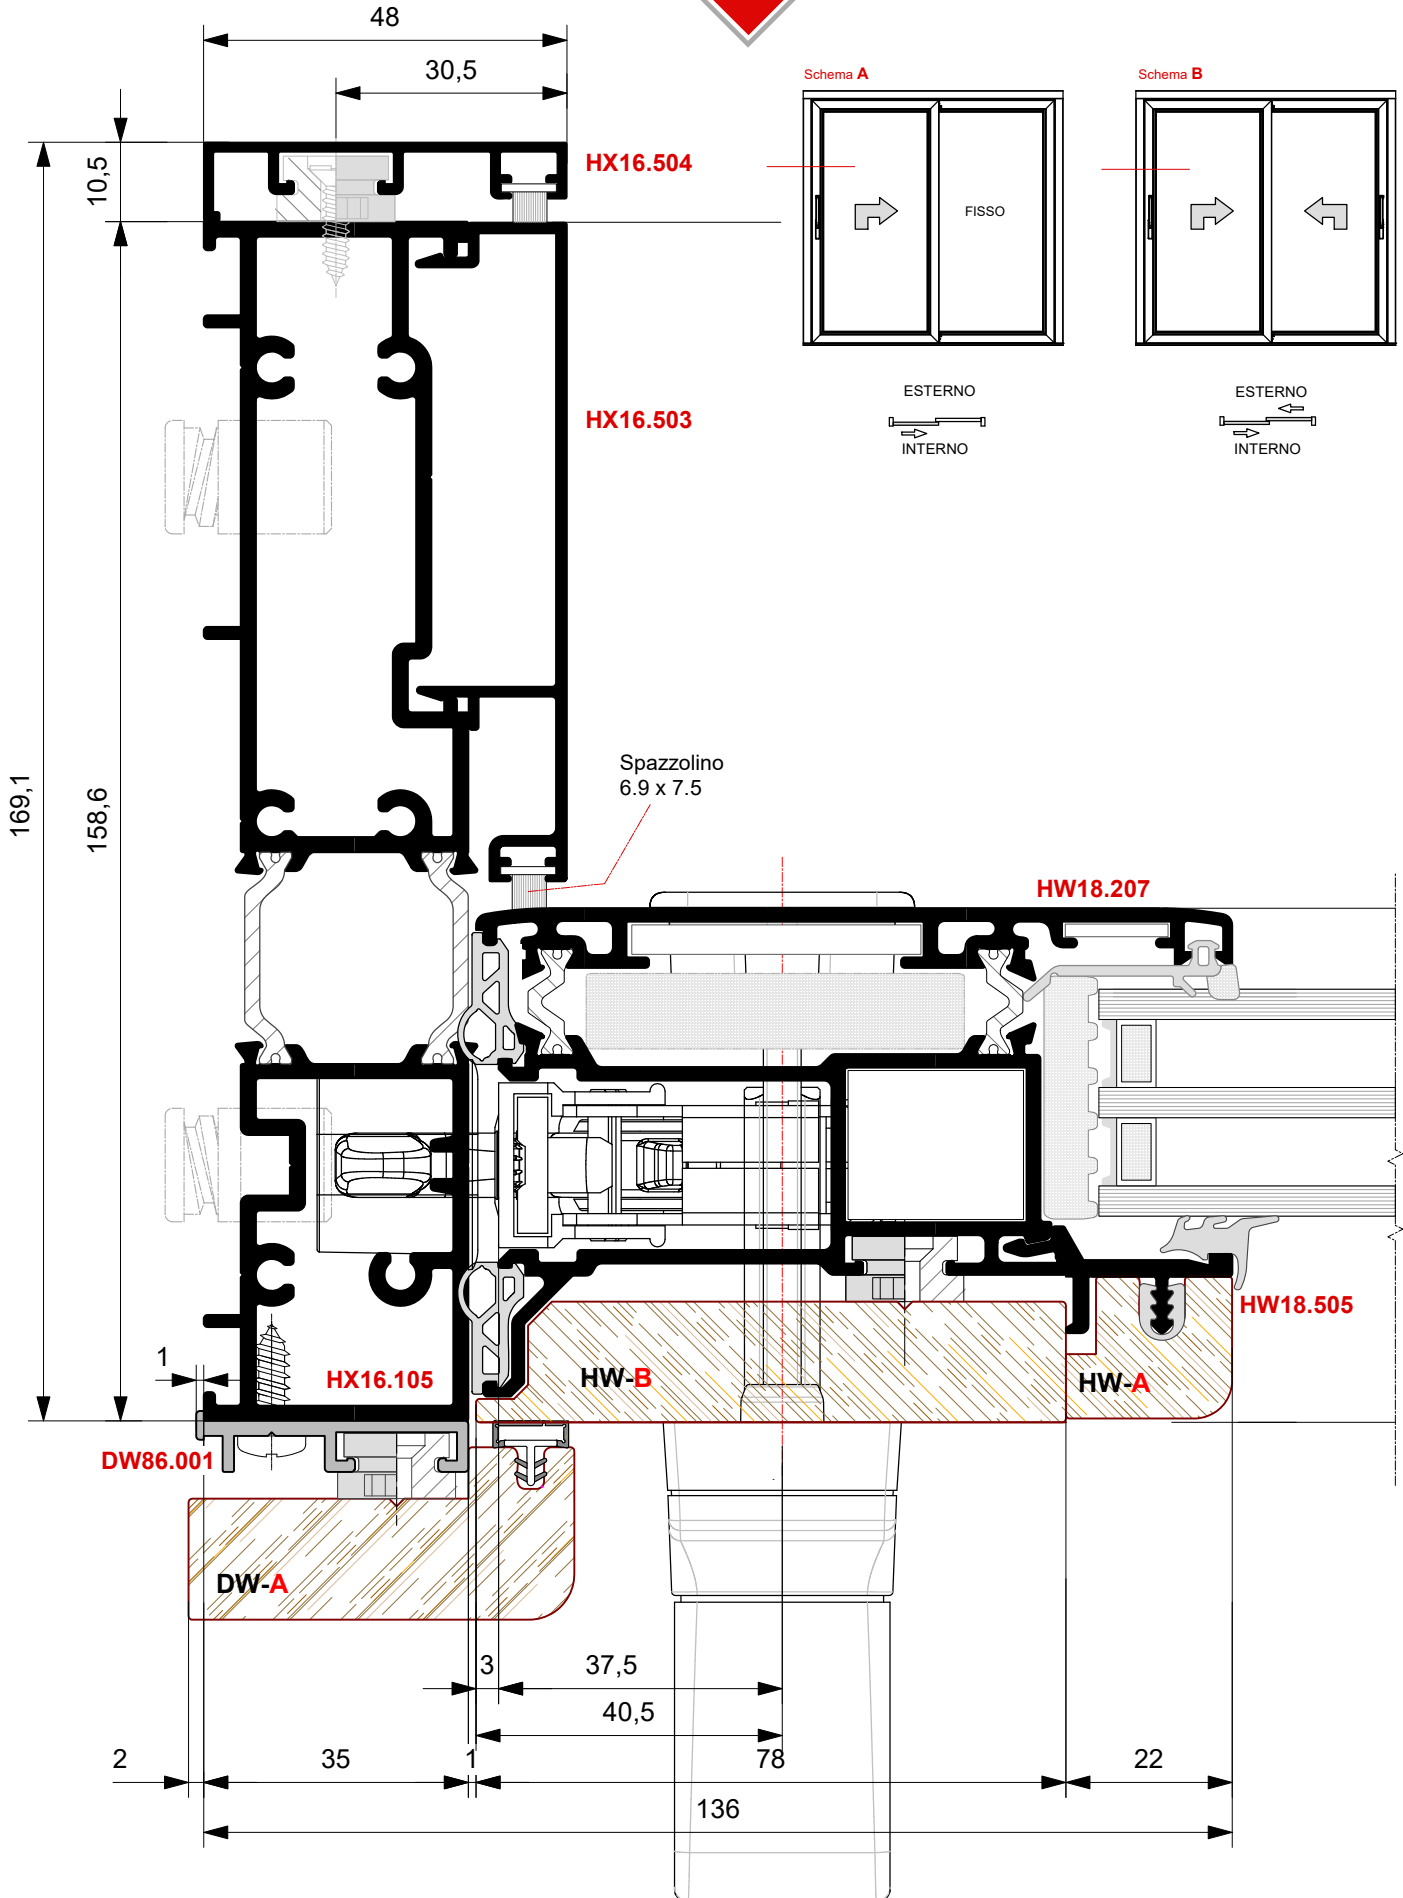 48
30,5
Schema A
Schema B
10,5
HX16.504
FISSO
ESTERNO
INTERNO
ESTERNO
INTERNO
HX16.503
Spazzolino
6.9 x 7.5
169,1
158,6
HW18.207
HW18.505
1
HX16.105
HW-B
HW-A
DW86.001
DW-A
3
37,5
40,5
2
35
1
78
22
136